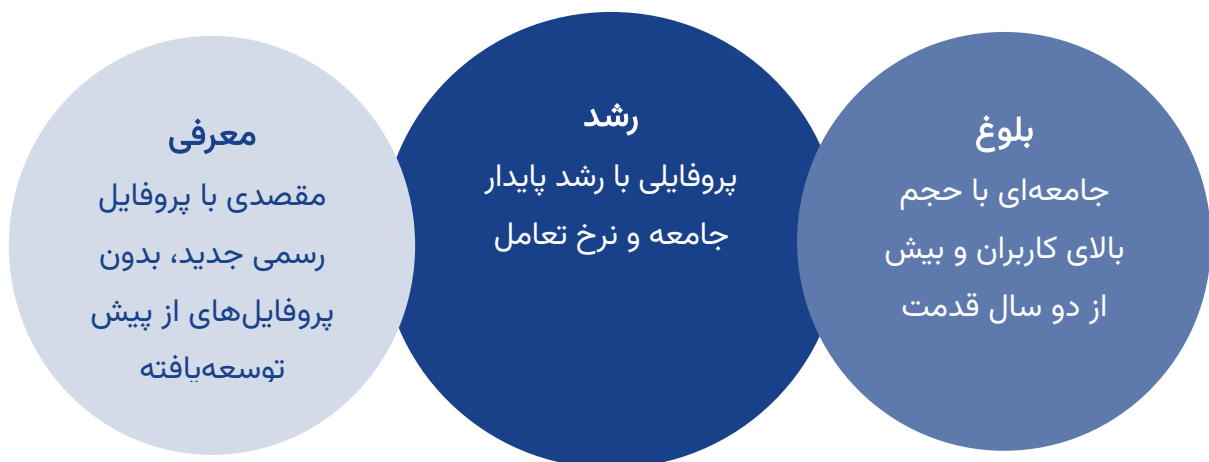 بلوغ
جامعه‌ای با حجم
بالای کاربران و بیش
از دو سال قدمت
رشد
پروفایلی با رشد پایدار
جامعه و نرخ تعامل
معرفی
مقصدی با پروفایل
رسمی جدید، بدون
پروفایل‌های از پیش
توسعه‌یافته